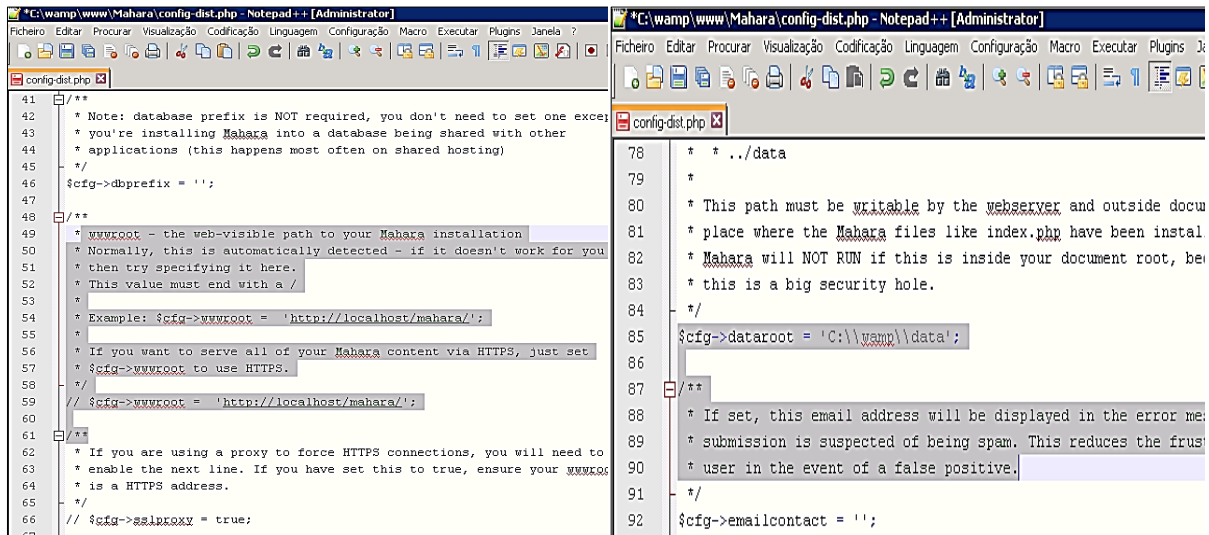 *C:\wamp\www\Mahara\config-dist.php - Notepad++ [Administrator]
Ficheiro Editar Procurar Visualização Codificação Linguagem Configuração Macro Executar Plugins Janela ?
config-dist.php
41 /**
42 * Note: database prefix is NOT required, you don't need to set one excep
43 * you're installing Mahara into a database being shared with other
44 * applications (this happens most often on shared hosting)
45 */
46 $cfg->dbprefix = '';
47
48 /**
49 * wwwroot - the web-visible path to your Mahara installation
50 * Normally, this is automatically detected - if it doesn't work for you
51 * then try specifying it here.
52 * This value must end with a /
53 *
54 * Example: $cfg->wwwroot = 'http://localhost/mahara/';
55 *
56 * If you want to serve all of your Mahara content via HTTPS, just set
57 * $cfg->wwwroot to use HTTPS.
58 */
59 // $cfg->wwwroot = 'http://localhost/mahara/';
60
61 /**
62 * If you are using a proxy to force HTTPS connections, you will need to
63 * enable the next line. If you have set this to true, ensure your wwwroo
64 * is a HTTPS address.
65 */
66 // $cfg->sslproxy = true;
*C:\wamp\www\Mahara\config-dist.php - Notepad++ [Administrator]
Ficheiro Editar Procurar Visualização Codificação Linguagem Configuração Macro Executar Plugins
config-dist.php
78 * * ../data
79 *
80 * This path must be writable by the webserver and outside docu
81 * place where the Mahara files like index.php have been instal
82 * Mahara will NOT RUN if this is inside your document root, be
83 * this is a big security hole.
84 */
85 $cfg->dataroot = 'C:\\wamp\\data';
86
87 /**
88 * If set, this email address will be displayed in the error me
89 * submission is suspected of being spam. This reduces the frus
90 * user in the event of a false positive.
91 */
92 $cfg->emailcontact = '';